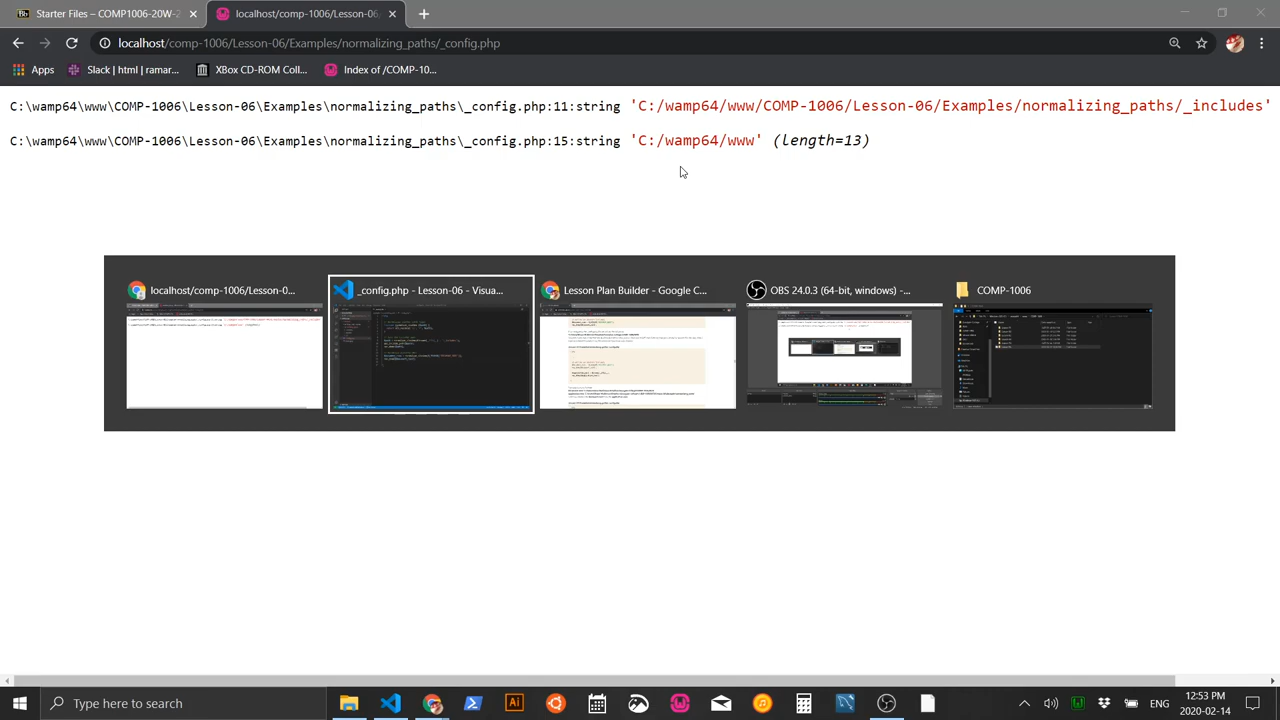 Starter Files – COMP1006-20W-2
localhost/comp-1006/Lesson-06/
localhost/comp-1006/Lesson-06/Examples/normalizing_paths/_config.php
Apps
Slack | html | ramar...
XBox CD-ROM Coll...
Index of /COMP-10...
C:\wamp64\www\COMP-1006\Lesson-06\Examples\normalizing_paths\_config.php:11:string 'C:/wamp64/www/COMP-1006/Lesson-06/Examples/normalizing_paths/_includes'
C:\wamp64\www\COMP-1006\Lesson-06\Examples\normalizing_paths\_config.php:15:string 'C:/wamp64/www' (length=13)
localhost/comp-1006/Lesson-0...
_config.php - Lesson-06 - Visua...
Lesson Plan Builder - Google C...
OBS 24.0.3 (64-bit, windows) -...
COMP-1006
Type here to search
ENG
12:53 PM
2020-02-14